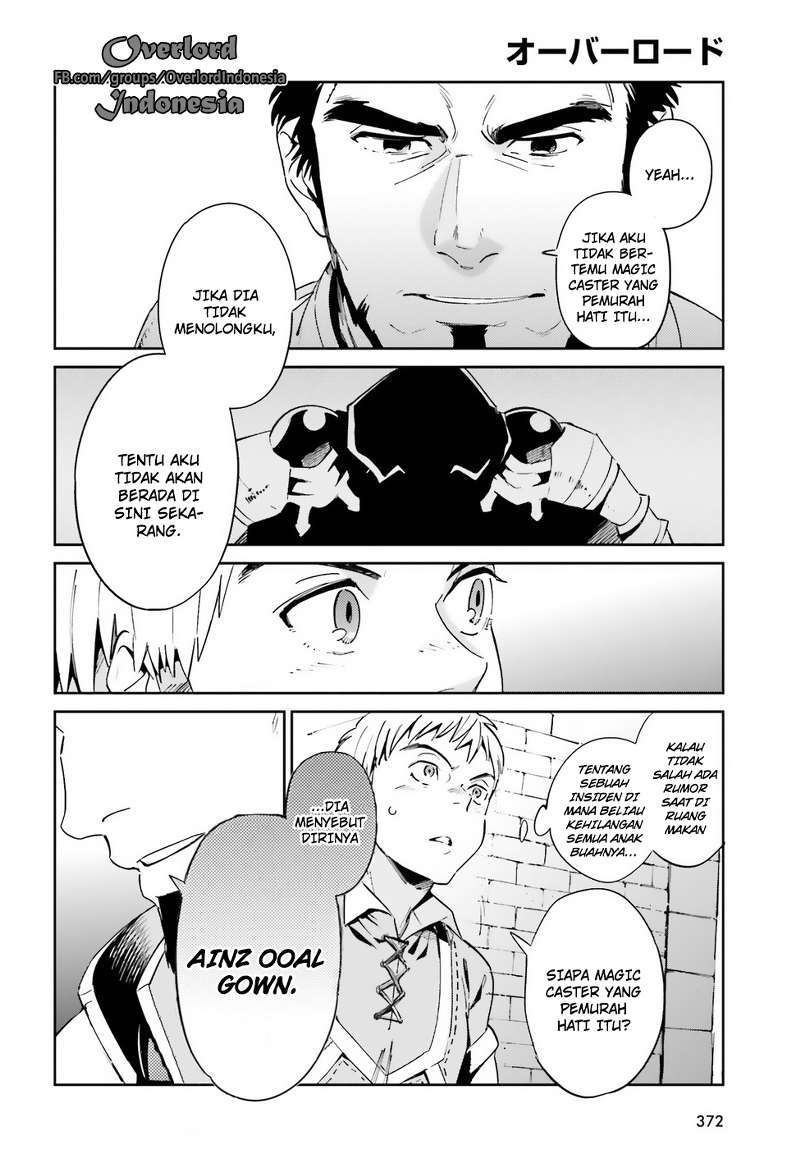 Overlord
FB.com/groups/OverlordIndonesia
Indonesia
オーバーロード
YEAH...
JIKA AKU
TIDAK BER-
TEMU MAGIC
CASTER YANG
PEMURAH
HATI ITU...
JIKA DIA
TIDAK
MENOLONGKU,
TENTU AKU
TIDAK AKAN
BERADA DI
SINI SEKA-
RANG.
KALAU
TIDAK
SALAH ADA
RUMOR
SAAT DI
RUANG
MAKAN
TENTANG
SEBUAH
INSIDEN DI
MANA BELIAU
KEHILANGAN
SEMUA ANAK
BUAHNYA...
SIAPA MAGIC
CASTER YANG
PEMURAH
HATI ITU?
...DIA
MENYEBUT
DIRINYA
AINZ OOAL
GOWN.
372